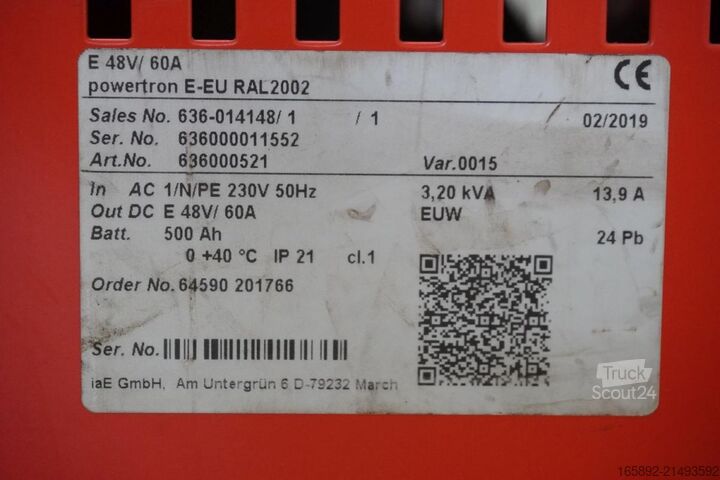 E 48V/ 60A
powertron E-EU RAL2002
CE
Sales No. 636-014148/ 1 / 1 02/2019
Ser. No. 636000011552
Art.No. 636000521 Var.0015
In AC 1/N/PE 230V 50Hz 3,20 kVA 13,9 A
Out DC E 48V/ 60A EUW
Batt. 500 Ah 24 Pb
0 +40 °C IP 21 cl.1
Order No. 64590 201766
Ser. No.
iaE GmbH, Am Untergrün 6 D-79232 March
Truck
Scout24
165892-21493592